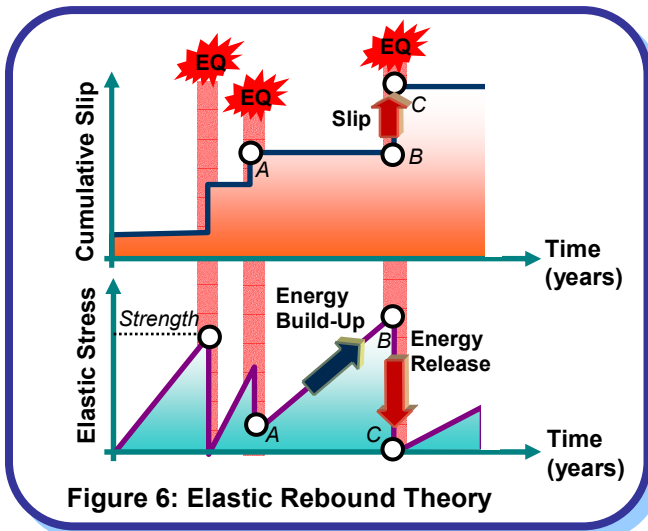 EQ
EQ
EQ
Cumulative Slip
Slip
C
A
B
Time
(years)
Elastic Stress
Strength
Energy
Build-Up
B
Energy
Release
A
C
Time
(years)
Figure 6: Elastic Rebound Theory